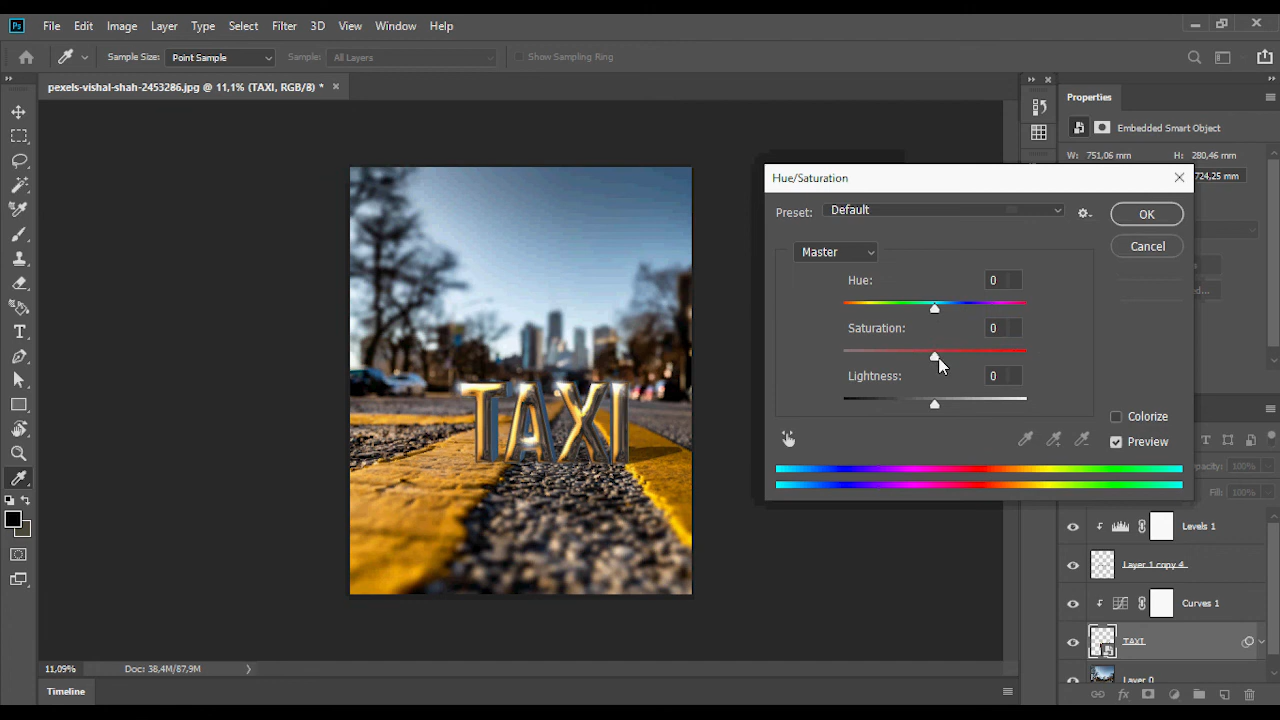 Ps File Edit Image Layer Type Select Filter 3D View Window Help
Sample Size: Point Sample Sample: All Layers Show Sampling Ring
pexels-vishal-shah-2453286.jpg @ 11,1% (TAXI, RGB/8) *
Properties
Embedded Smart Object
W: 751,06 mm H: 280,46 mm
724,25 mm
Hue/Saturation
Preset: Default
OK
Master
Cancel
Hue: 0
Saturation: 0
Lightness: 0
TAXI
Colorize
Preview
Opacity: 100%
Fill: 100%
Levels 1
Layer 1 copy 4
Curves 1
TAXI
11,09% Doc: 38,4M/87,9M
Layer 0
Timeline